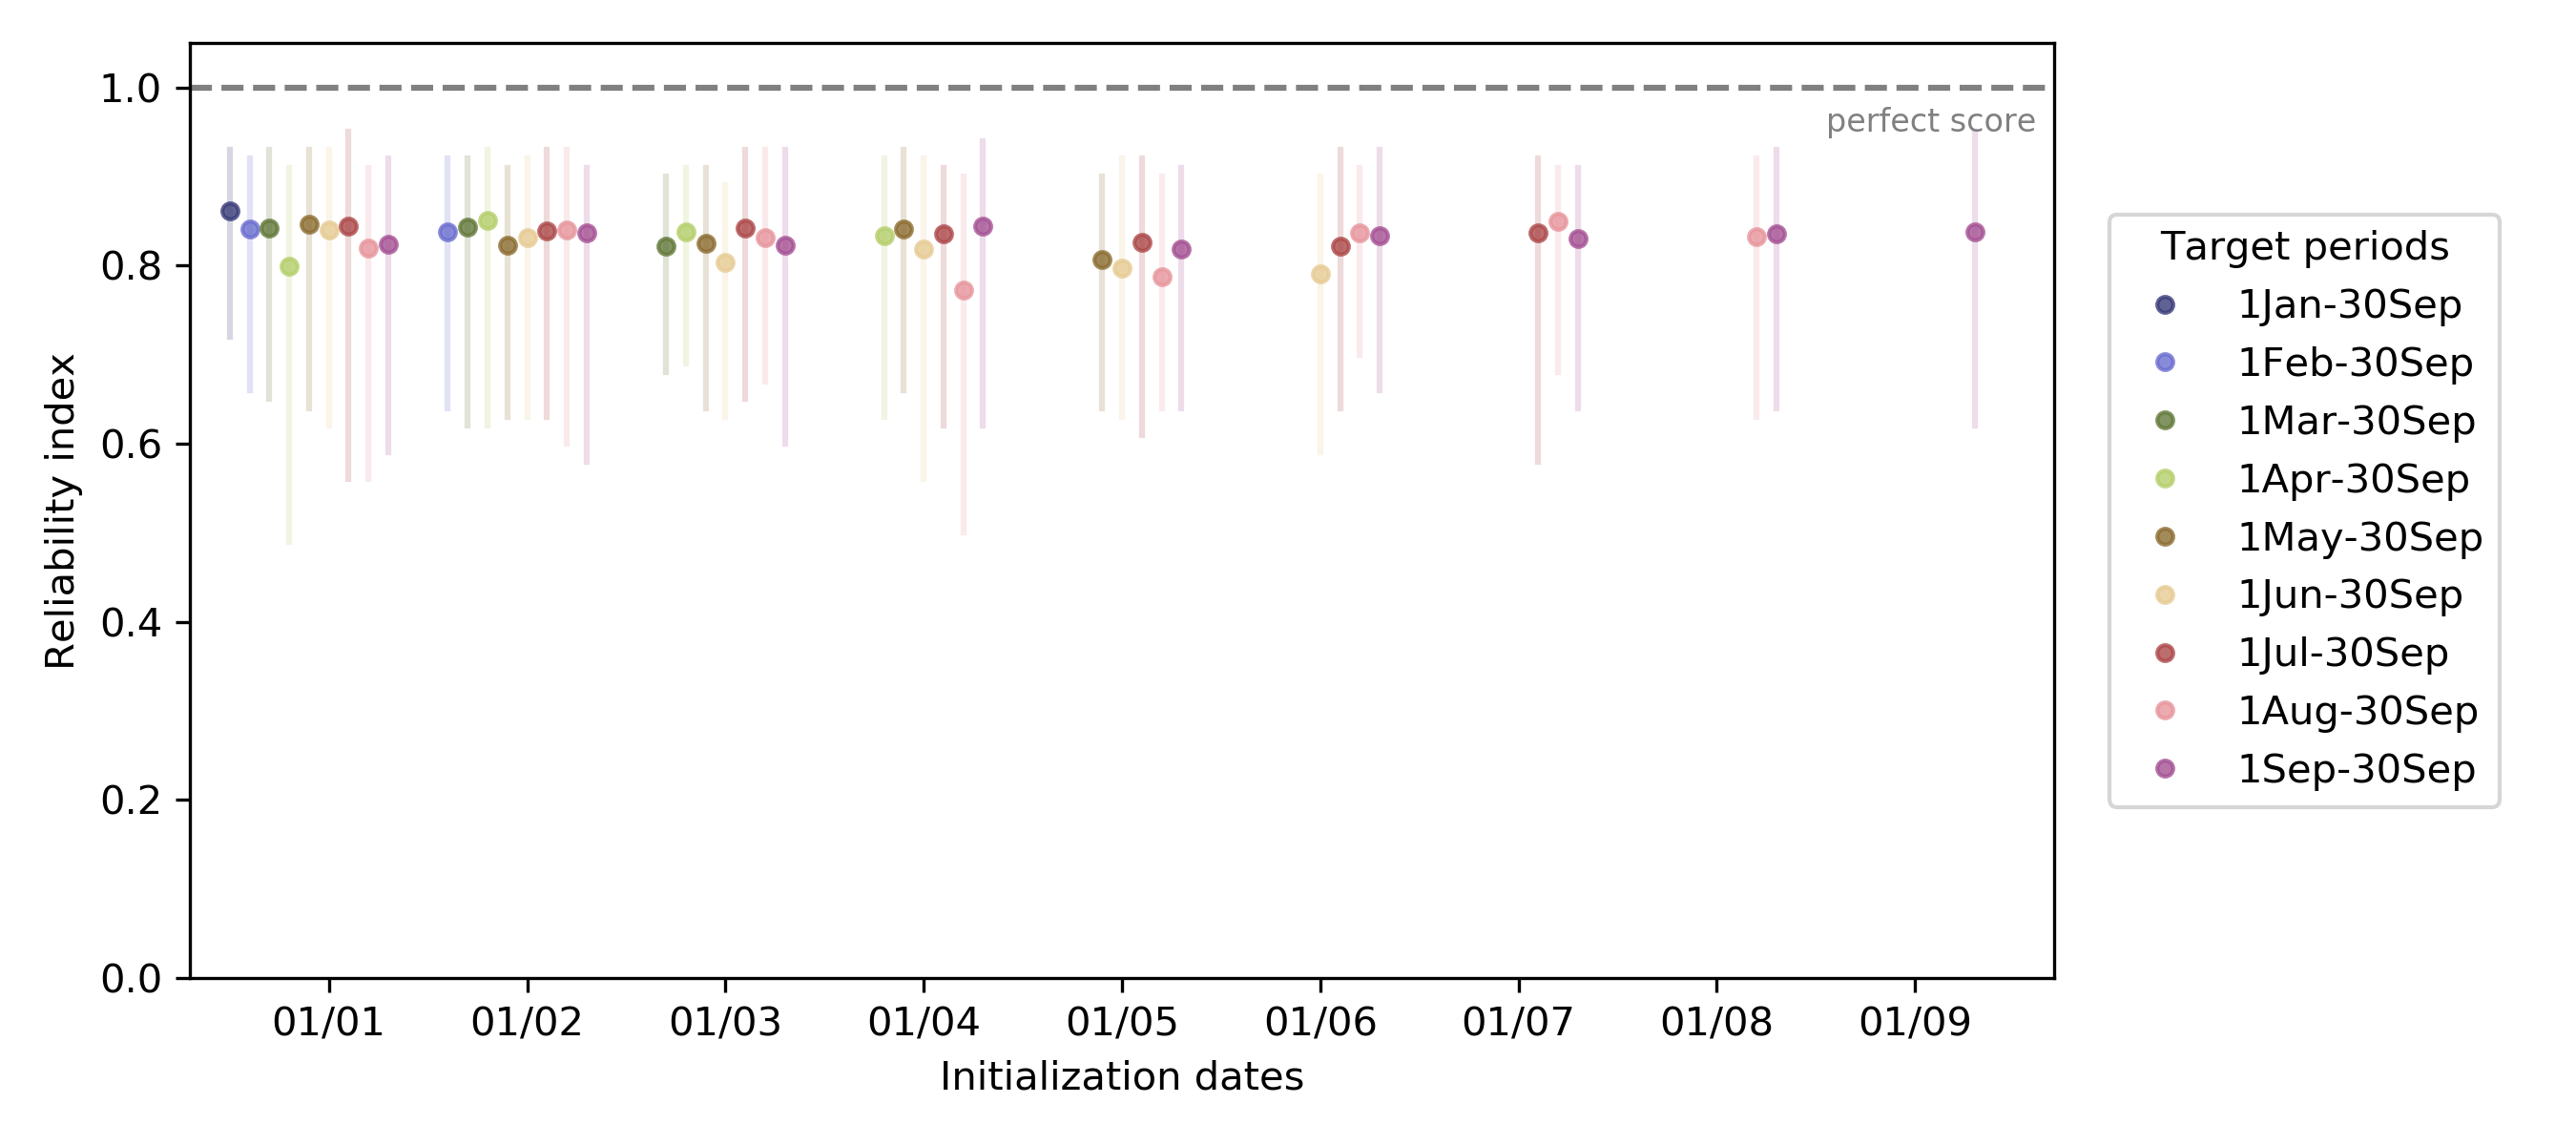 1.0
0.8
0.6
0.4
0.2
0.0
Reliability index
perfect score
01/01 01/02 01/03 01/04 01/05 01/06 01/07 01/08 01/09
Initialization dates
Target periods
1Jan-30Sep
1Feb-30Sep
1Mar-30Sep
1Apr-30Sep
1May-30Sep
1Jun-30Sep
1Jul-30Sep
1Aug-30Sep
1Sep-30Sep